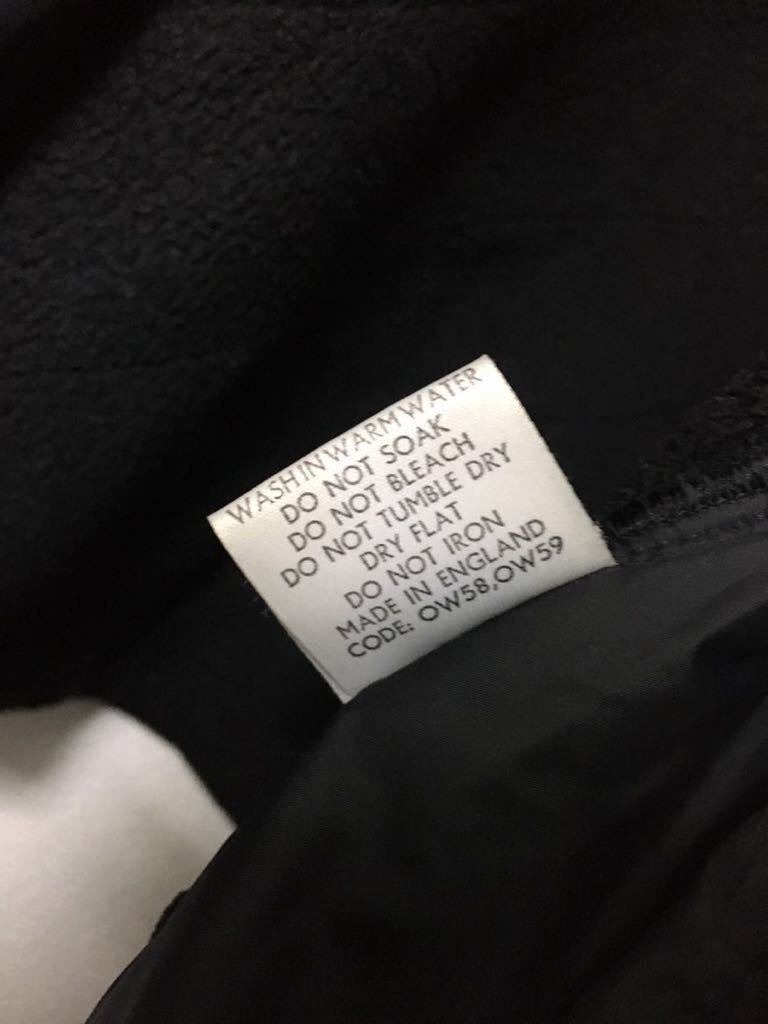 WASH IN WARM WATER
DO NOT SOAK
DO NOT BLEACH
DO NOT TUMBLE DRY
DRY FLAT
DO NOT IRON
MADE IN ENGLAND
CODE: OW58,OW59